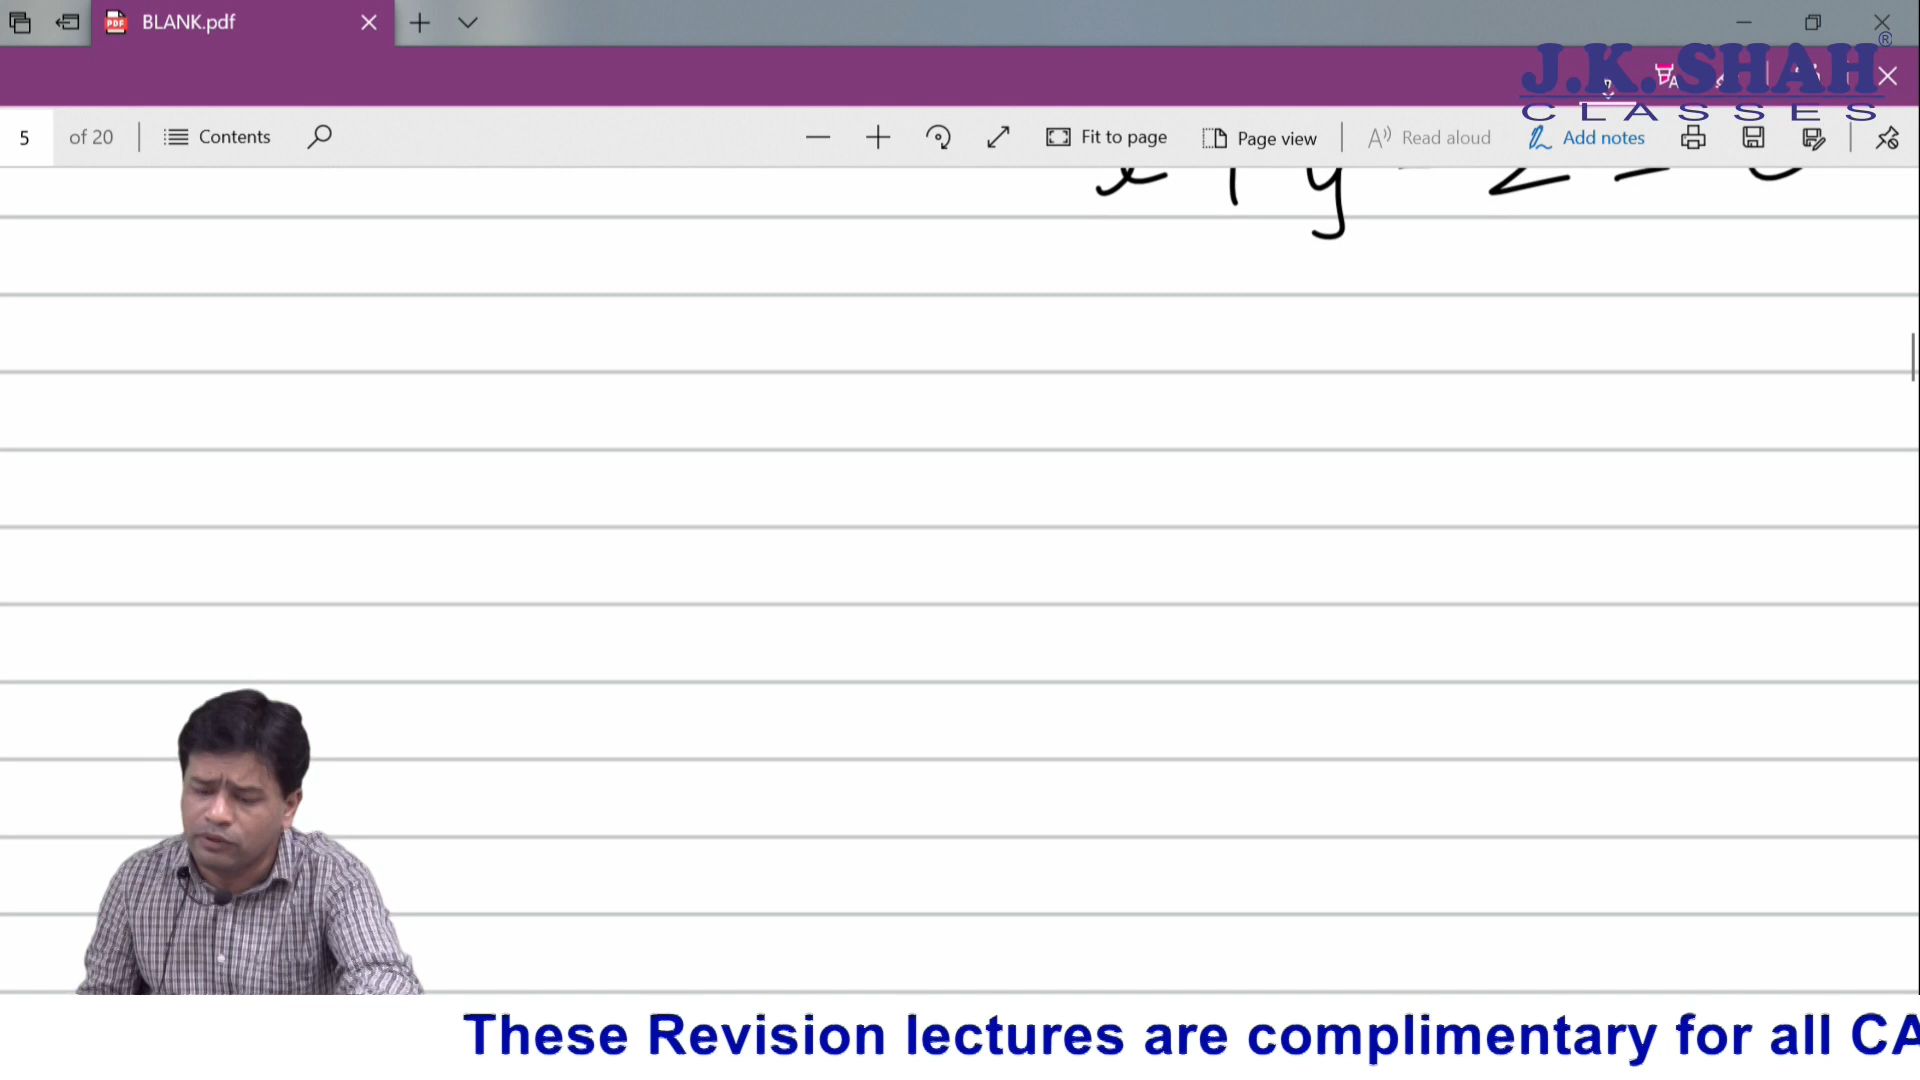 BLANK.pdf
J.K.SHAH®
CLASSES
5 of 20 Contents Fit to page Page view Read aloud Add notes
These Revision lectures are complimentary for all CA